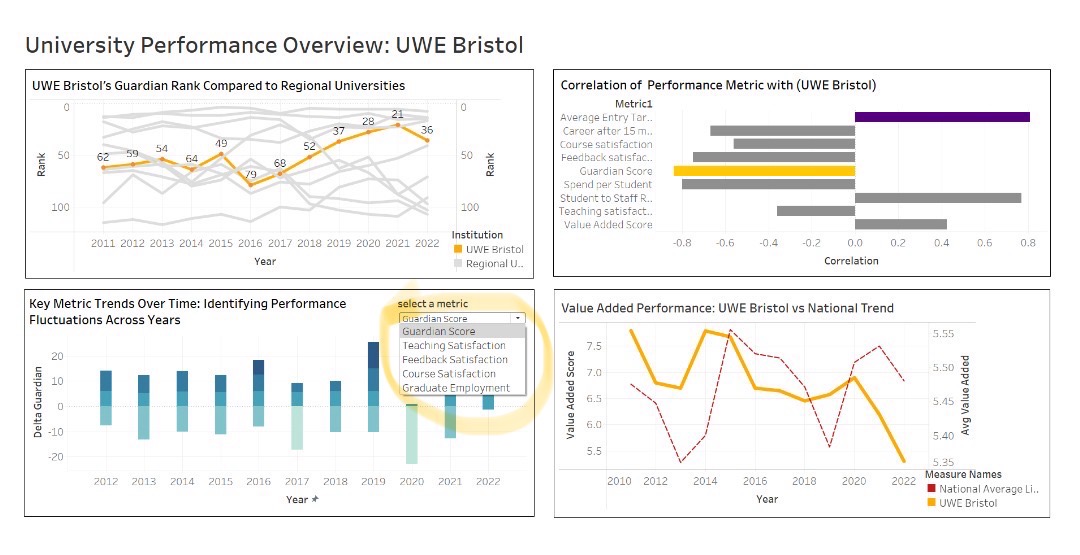 University Performance Overview: UWE Bristol
UWE Bristol's Guardian Rank Compared to Regional Universities
0
50
100
Rank
62
59
54
64
49
79
68
52
37
28
21
36
0
50
100
Rank
2011 2012 2013 2014 2015 2016 2017 2018 2019 2020 2021 2022
Year
Institution
UWE Bristol
Regional U..
Correlation of Performance Metric with (UWE Bristol)
Metric1
Average Entry Tar..
Career after 15 m..
Course satisfaction
Feedback satisfac..
Guardian Score
Spend per Student
Student to Staff R..
Teaching satisfact..
Value Added Score
-0.8 -0.6 -0.4 -0.2 0.0 0.2 0.4 0.6 0.8
Correlation
Key Metric Trends Over Time: Identifying Performance
Fluctuations Across Years
select a metric
Guardian Score
Guardian Score
Teaching Satisfaction
Feedback Satisfaction
Course Satisfaction
Graduate Employment
20
10
0
-10
-20
Delta Guardian
2012 2013 2014 2015 2016 2017 2018 2019 2020 2021 2022
Year
Value Added Performance: UWE Bristol vs National Trend
7.5
7.0
6.5
6.0
5.5
Value Added Score
5.55
5.50
5.45
5.40
5.35
Avg Value Added
2010 2012 2014 2016 2018 2020 2022
Year
Measure Names
National Average Li..
UWE Bristol